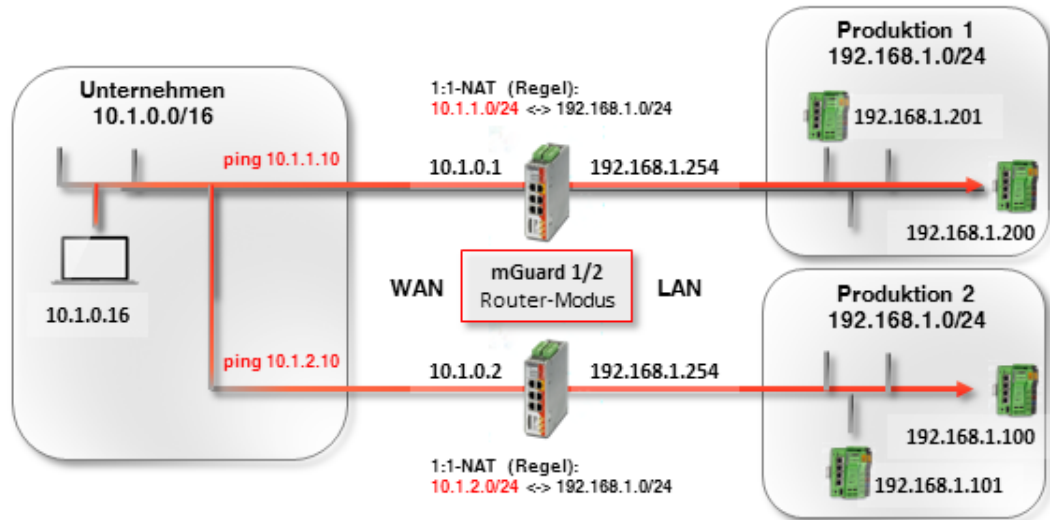 Unternehmen
10.1.0.0/16
ping 10.1.1.10
10.1.0.16
ping 10.1.2.10
1:1-NAT (Regel):
10.1.1.0/24 <-> 192.168.1.0/24
10.1.0.1
192.168.1.254
WAN
mGuard 1/2
Router-Modus
LAN
10.1.0.2
192.168.1.254
1:1-NAT (Regel):
10.1.2.0/24 <-> 192.168.1.0/24
Produktion 1
192.168.1.0/24
192.168.1.201
192.168.1.200
Produktion 2
192.168.1.0/24
192.168.1.100
192.168.1.101